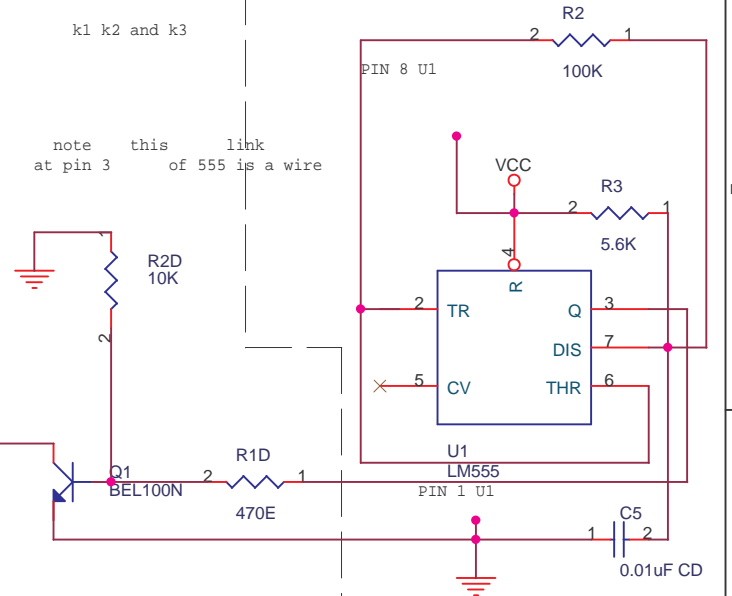 k1 k2 and k3
R2
2 1
100K
PIN 8 U1
note this link
at pin 3 of 555 is a wire
VCC
R3
2 1
5.6K
4
R
1
R2D
10K
2
2 TR Q 3
DIS 7
5 CV THR 6
U1
LM555
PIN 1 U1
Q1
BEL100N
R1D
2 1
470E
C5
1 2
0.01uF CD